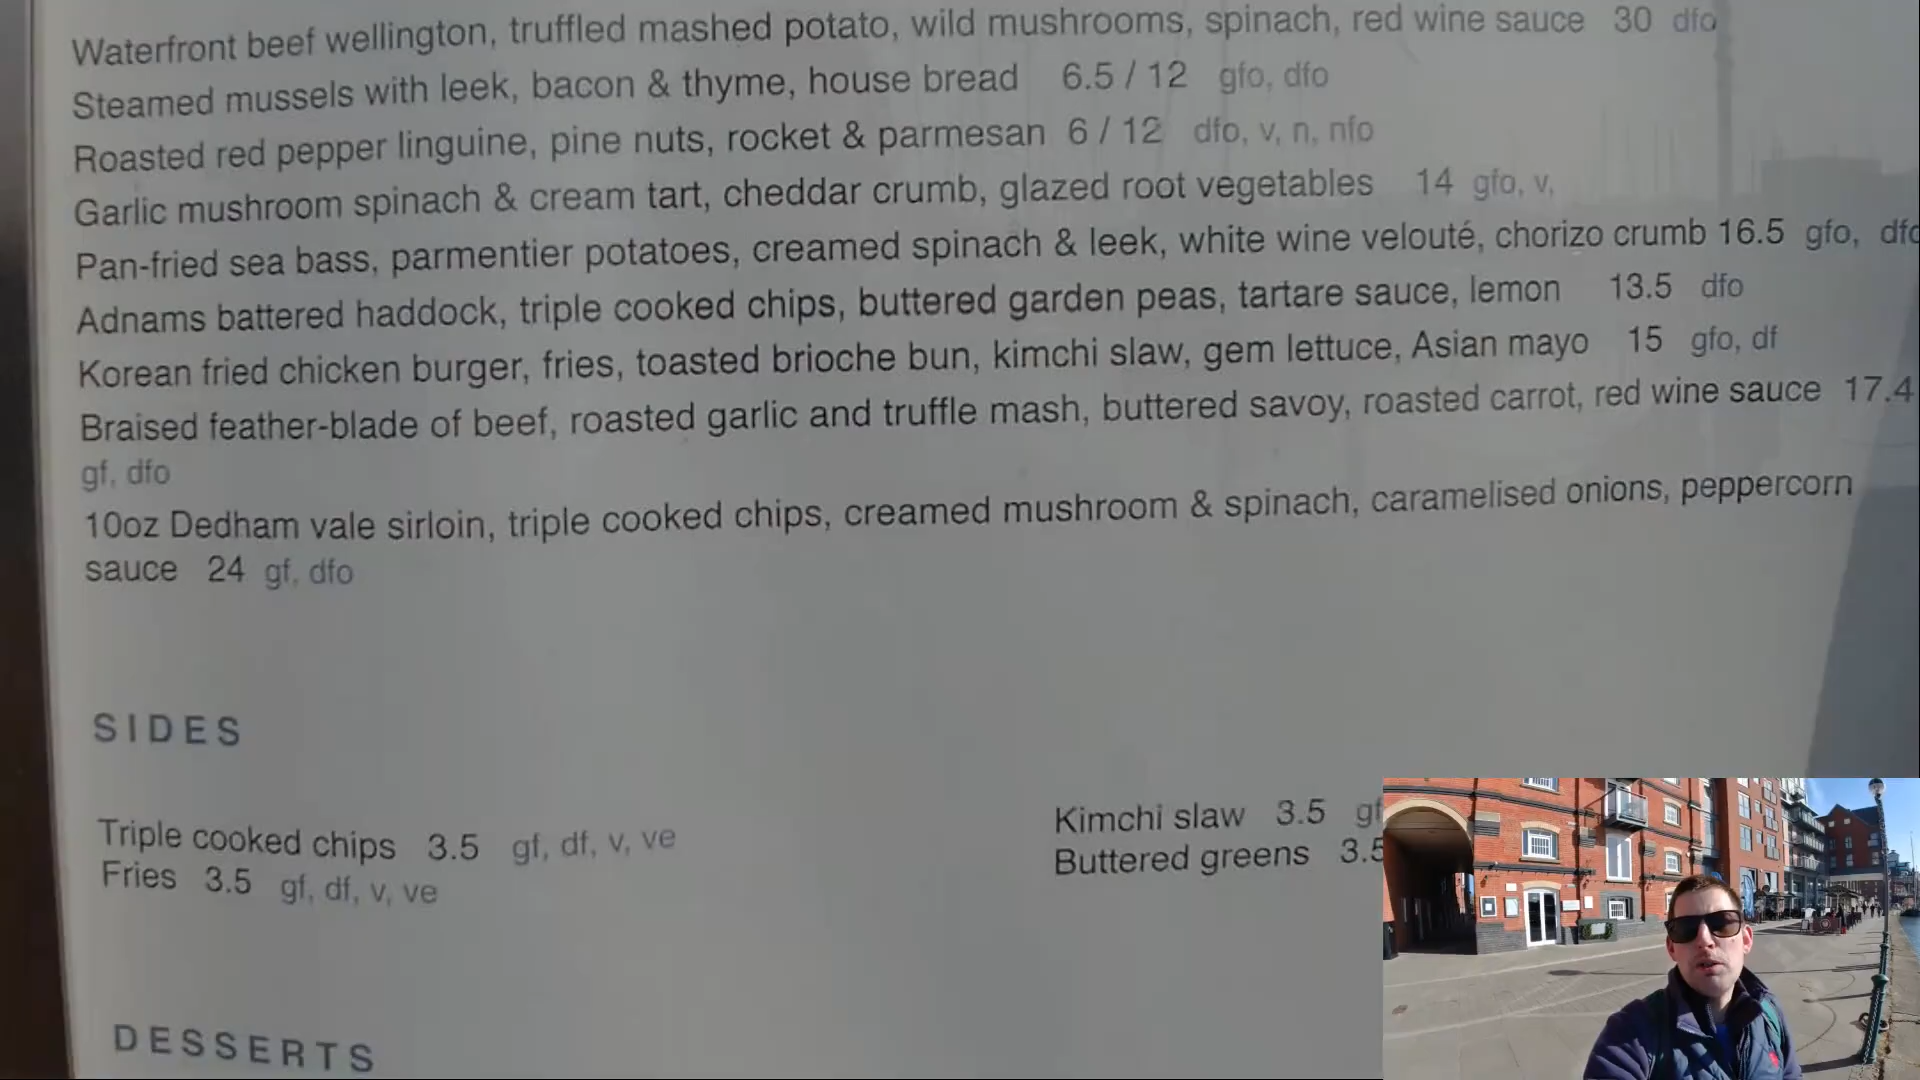 Waterfront beef wellington, truffled mashed potato, wild mushrooms, spinach, red wine sauce 30 dfo
Steamed mussels with leek, bacon & thyme, house bread 6.5 / 12 gfo, dfo
Roasted red pepper linguine, pine nuts, rocket & parmesan 6 / 12 dfo, v, n, nfo
Garlic mushroom spinach & cream tart, cheddar crumb, glazed root vegetables 14 gfo, v,
Pan-fried sea bass, parmentier potatoes, creamed spinach & leek, white wine velouté, chorizo crumb 16.5 gfo, dfo
Adnams battered haddock, triple cooked chips, buttered garden peas, tartare sauce, lemon 13.5 dfo
Korean fried chicken burger, fries, toasted brioche bun, kimchi slaw, gem lettuce, Asian mayo 15 gfo, df
Braised feather-blade of beef, roasted garlic and truffle mash, buttered savoy, roasted carrot, red wine sauce 17.4
gf, dfo
10oz Dedham vale sirloin, triple cooked chips, creamed mushroom & spinach, caramelised onions, peppercorn
sauce 24 gf, dfo
SIDES
Triple cooked chips 3.5 gf, df, v, ve
Fries 3.5 gf, df, v, ve
Kimchi slaw 3.5 gf
Buttered greens 3.5
DESSERTS